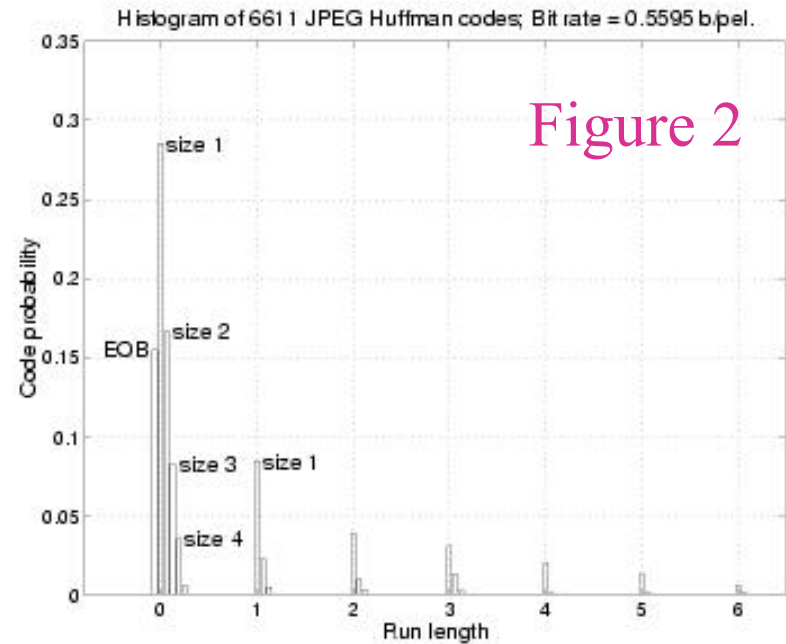 Histogram of 6611 JPEG Huffman codes; Bit rate = 0.5595 b/pel.
0.35
Figure 2
0.3
size 1
0.25
Code probability
0.2
size 2
EOB
0.15
0.1
size 3
size 1
0.05
size 4
0
0 1 2 3 4 5 6
Run length